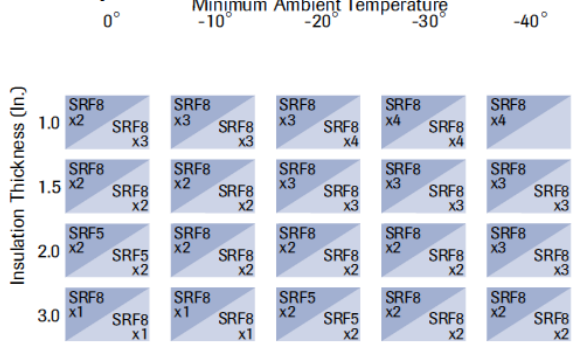 Minimum Ambient Temperature
0° -10° -20° -30° -40°
Insulation Thickness (In.)
1.0 SRF8 x2 SRF8 x3 SRF8 x3 SRF8 x3 SRF8 x3 SRF8 x4 SRF8 x4 SRF8 x4 SRF8 x4
1.5 SRF8 x2 SRF8 x2 SRF8 x2 SRF8 x2 SRF8 x3 SRF8 x3 SRF8 x3 SRF8 x3 SRF8 x3 SRF8 x3
2.0 SRF5 x2 SRF5 x2 SRF8 x2 SRF8 x2 SRF8 x2 SRF8 x2 SRF8 x2 SRF8 x2 SRF8 x3 SRF8 x3
3.0 SRF8 x1 SRF8 x1 SRF8 x1 SRF8 x1 SRF5 x2 SRF5 x2 SRF8 x2 SRF8 x2 SRF8 x2 SRF8 x2